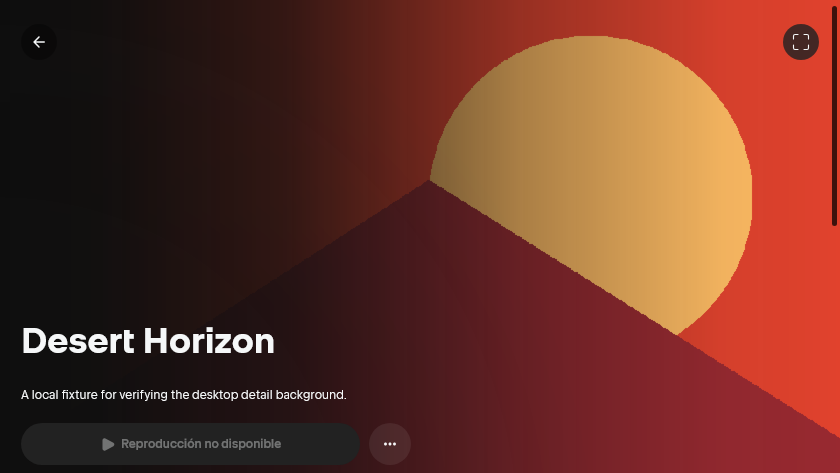 Desert Horizon
A local fixture for verifying the desktop detail background.
Reproducción no disponible